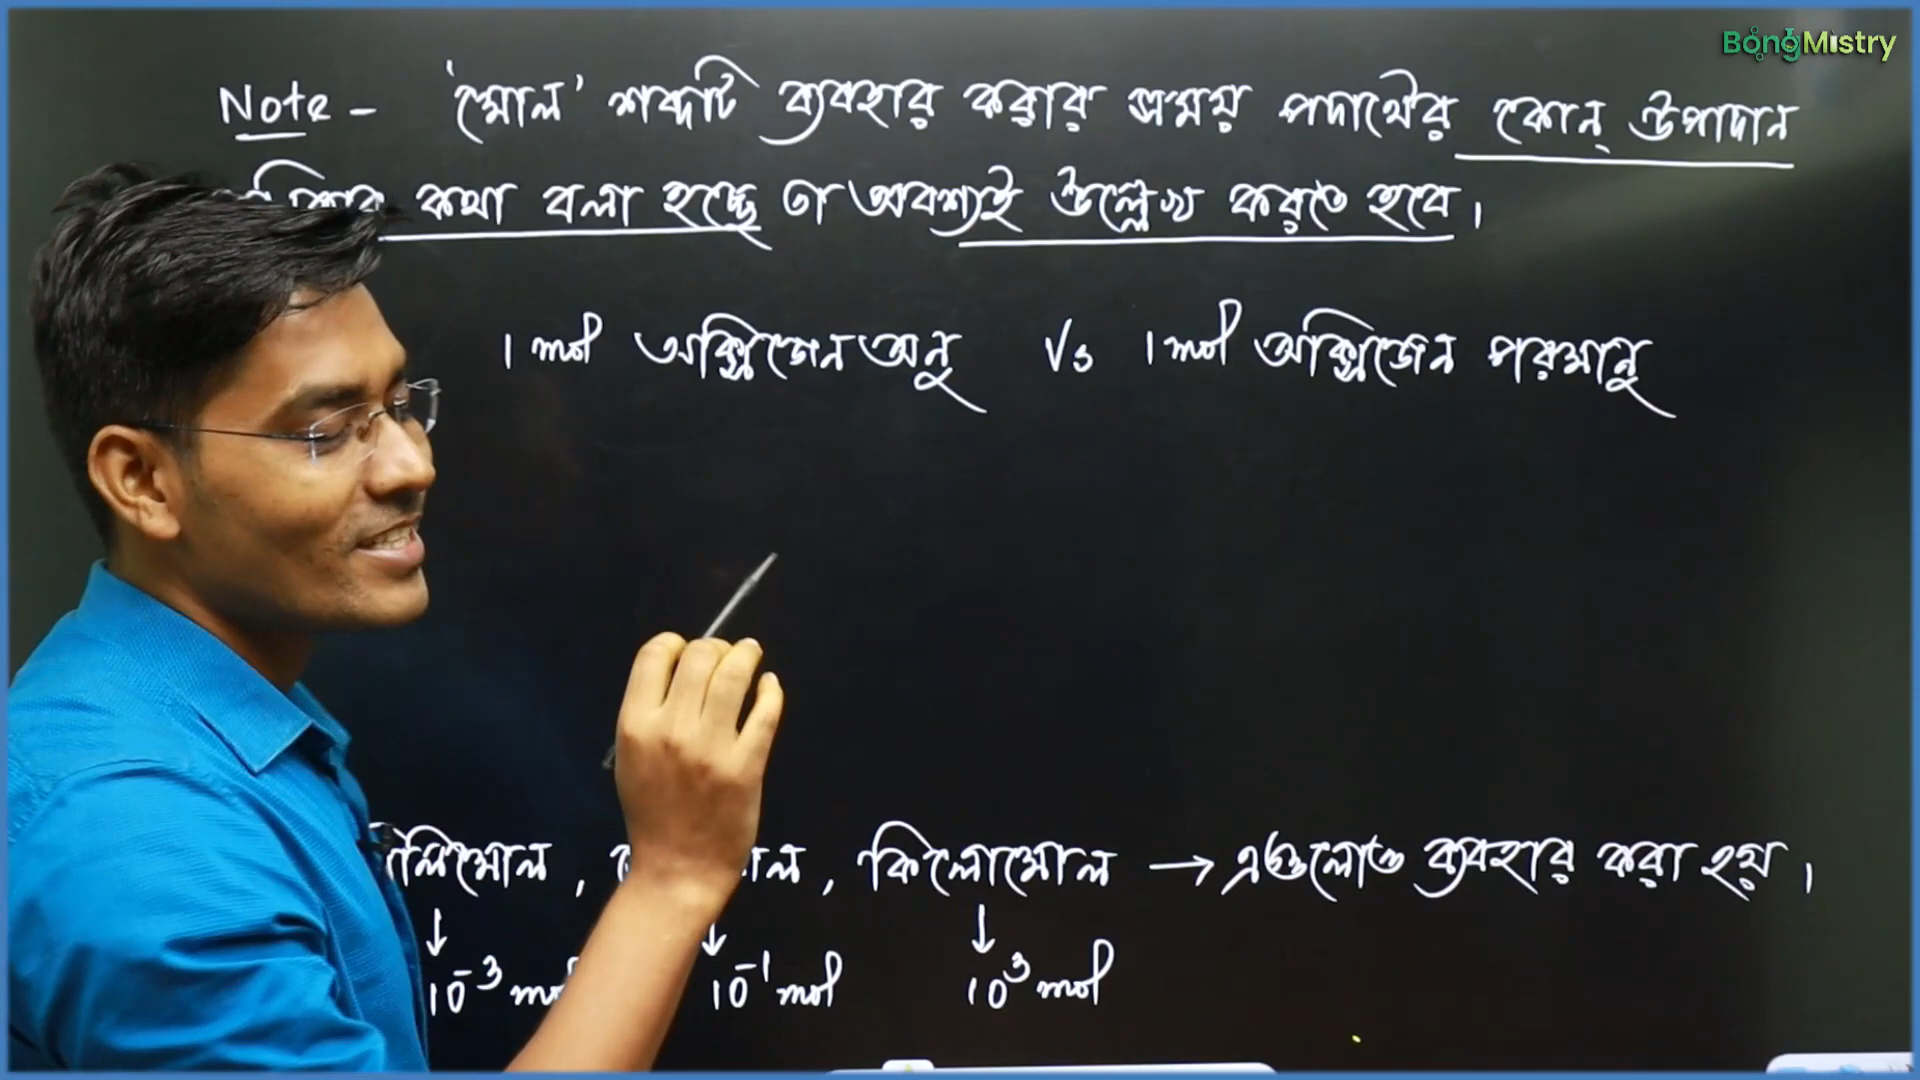 BongMistry
Note - 'মোল' শব্দটি ব্যবহার করার সময় পদার্থের কোন্ উপাদান
কথা বলা হচ্ছে তা অবশ্যই উল্লেখ করতে হবে।
1 mol অক্সিজেন অনু Vs 1 mol অক্সিজেন পরমানু
, কিলোমোল → এগুলোও ব্যবহার করা হয়।
↓ ↓ ↓
10⁻³ mol 10⁻¹ mol 10³ mol